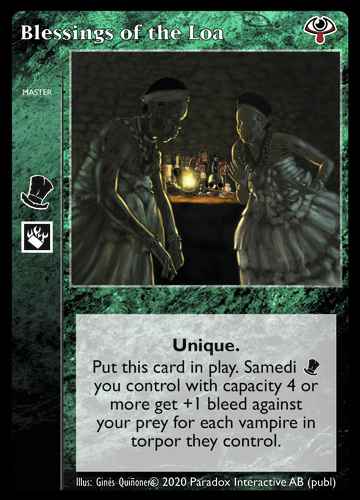 Blessings of the Loa
MASTER
Unique.
Put this card in play. Samedi
you control with capacity 4 or
more get +1 bleed against
your prey for each vampire in
torpor they control.
Illus: Ginés Quiñonero © 2020 Paradox Interactive AB (publ)